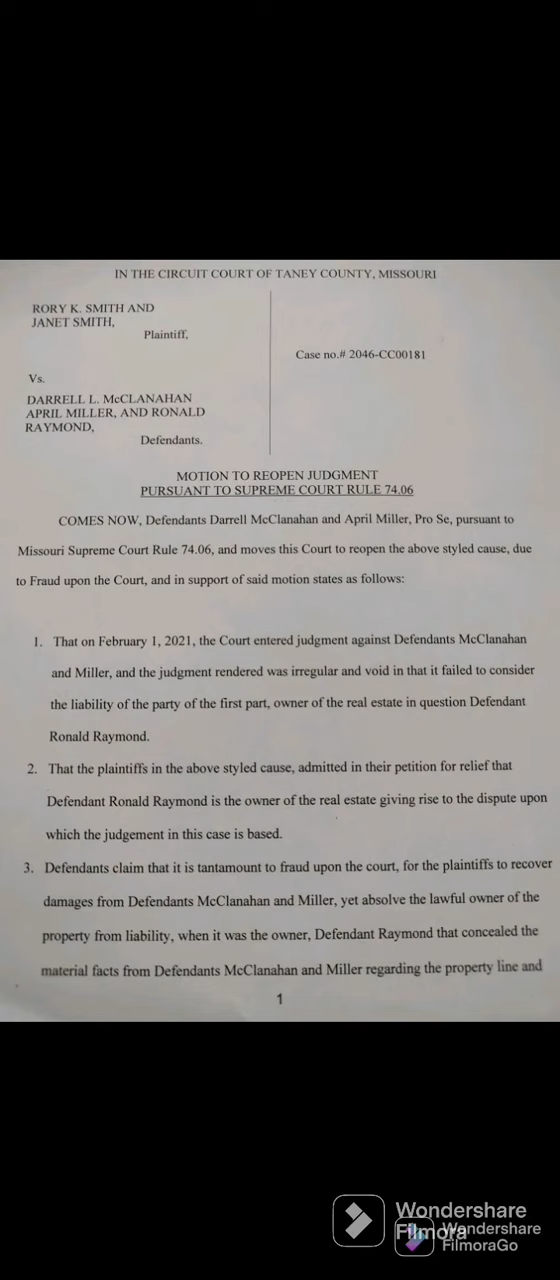 IN THE CIRCUIT COURT OF TANEY COUNTY, MISSOURI
RORY K. SMITH AND
JANET SMITH,
Plaintiff,
Case no.# 2046-CC00181
Vs.
DARRELL L. McCLANAHAN
APRIL MILLER, AND RONALD
RAYMOND,
Defendants.
MOTION TO REOPEN JUDGMENT
PURSUANT TO SUPREME COURT RULE 74.06
COMES NOW, Defendants Darrell McClanahan and April Miller, Pro Se, pursuant to
Missouri Supreme Court Rule 74.06, and moves this Court to reopen the above styled cause, due
to Fraud upon the Court, and in support of said motion states as follows:
1. That on February 1, 2021, the Court entered judgment against Defendants McClanahan
and Miller, and the judgment rendered was irregular and void in that it failed to consider
the liability of the party of the first part, owner of the real estate in question Defendant
Ronald Raymond.
2. That the plaintiffs in the above styled cause, admitted in their petition for relief that
Defendant Ronald Raymond is the owner of the real estate giving rise to the dispute upon
which the judgement in this case is based.
3. Defendants claim that it is tantamount to fraud upon the court, for the plaintiffs to recover
damages from Defendants McClanahan and Miller, yet absolve the lawful owner of the
property from liability, when it was the owner, Defendant Raymond that concealed the
material facts from Defendants McClanahan and Miller regarding the property line and
1
Wondershare
Filmora
Wondershare
FilmoraGo